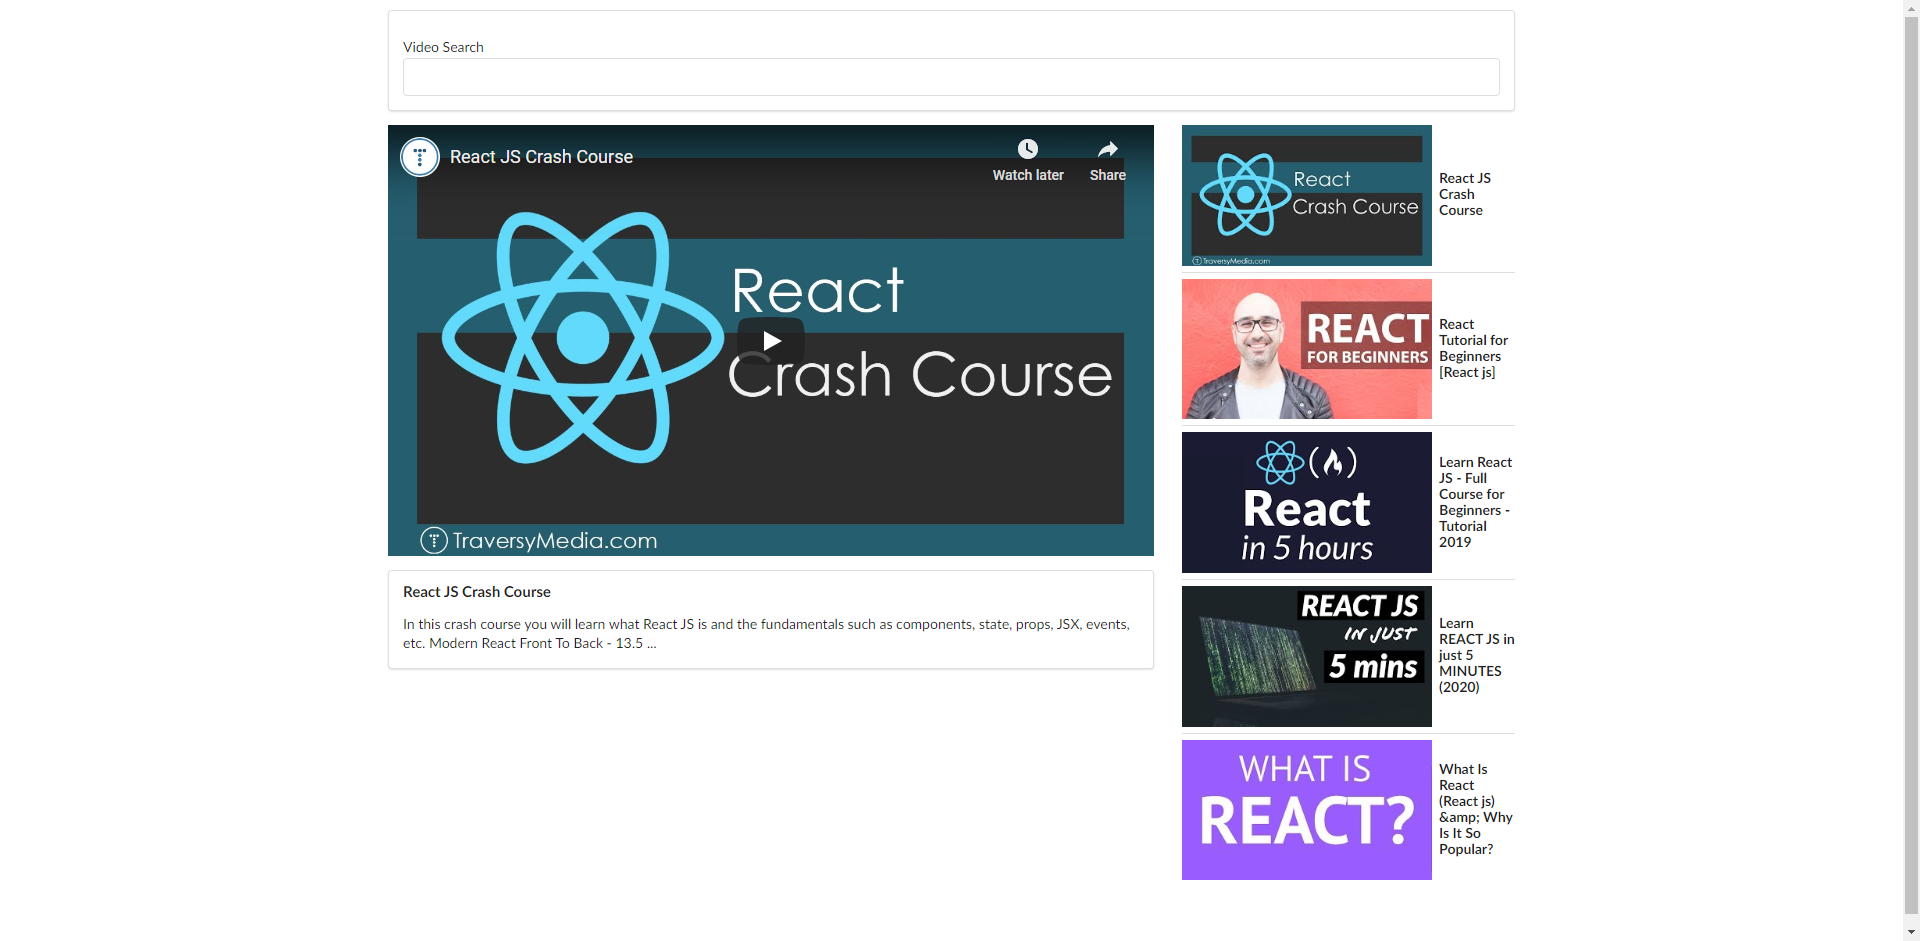 Video Search
React JS Crash Course
Watch later
Share
React
Crash Course
TraversyMedia.com
React JS Crash Course
In this crash course you will learn what React JS is and the fundamentals such as components, state, props, JSX, events,
etc. Modern React Front To Back - 13.5 ...
React
Crash Course
TraversyMedia.com
React JS
Crash
Course
REACT
FOR BEGINNERS
React
Tutorial for
Beginners
[React js]
React
in 5 hours
Learn React
JS - Full
Course for
Beginners -
Tutorial
2019
REACT JS
IN JUST
5 mins
Learn
REACT JS in
just 5
MINUTES
(2020)
WHAT IS
REACT?
What Is
React
(React js)
&amp; Why
Is It So
Popular?